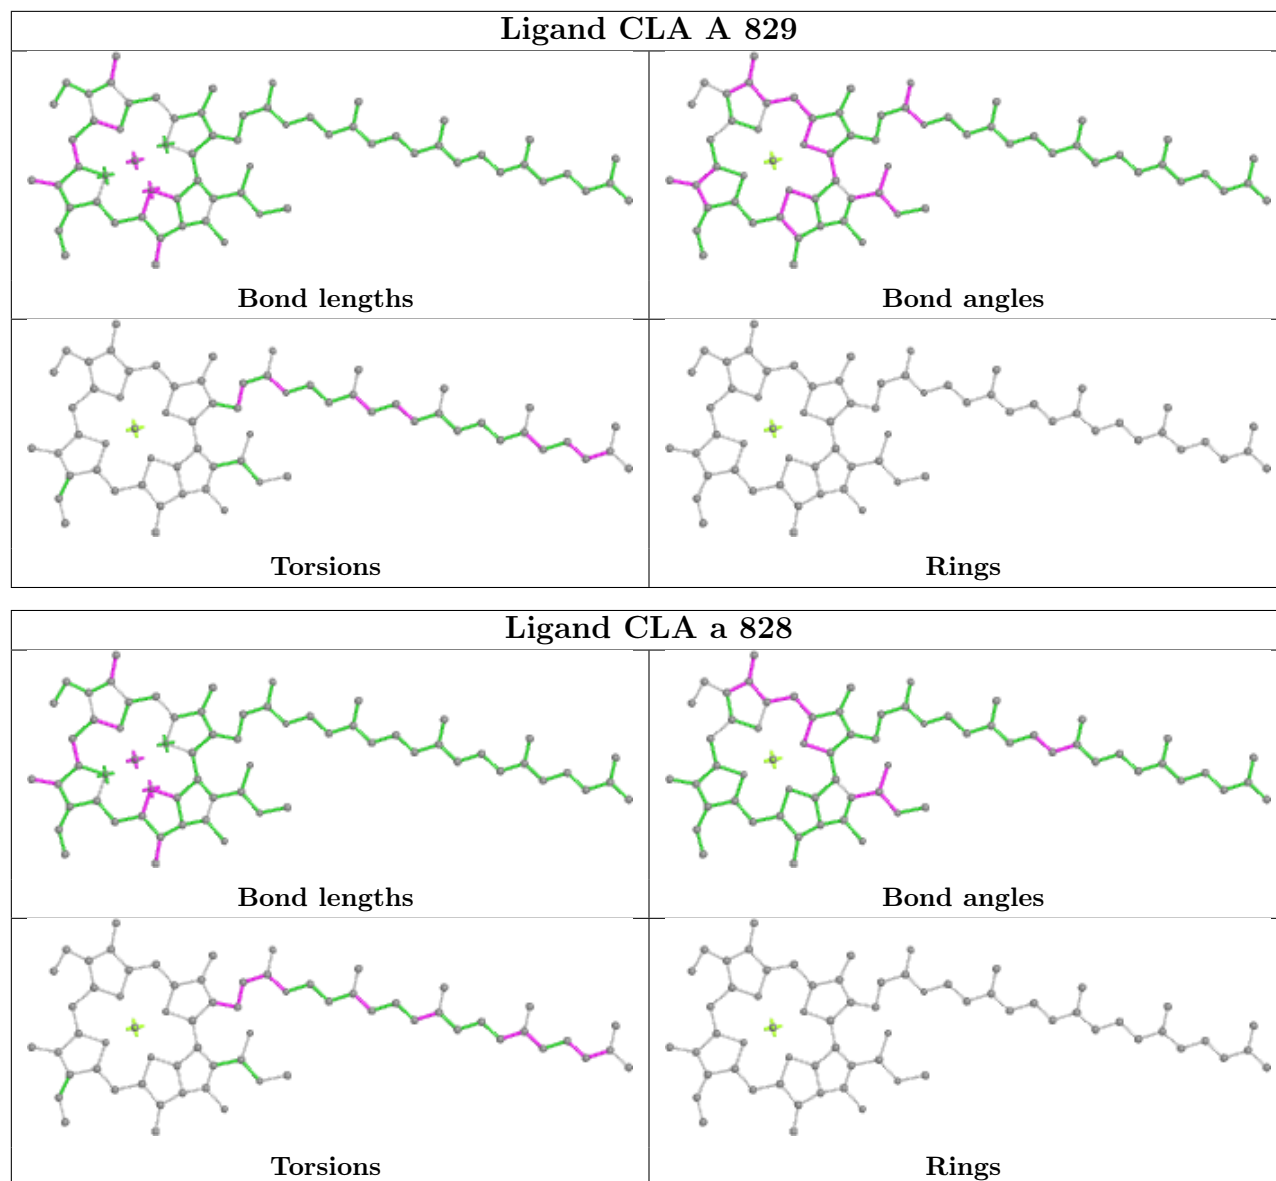 Ligand CLA A 829
Bond lengths
Bond angles
Torsions
Rings
Ligand CLA a 828
Bond lengths
Bond angles
Torsions
Rings